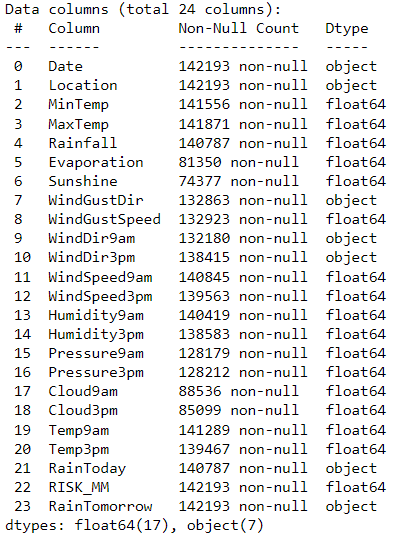 Data columns (total 24 columns):
 #   Column         Non-Null Count   Dtype
---  ------         --------------   -----
 0   Date           142193 non-null  object
 1   Location       142193 non-null  object
 2   MinTemp        141556 non-null  float64
 3   MaxTemp        141871 non-null  float64
 4   Rainfall       140787 non-null  float64
 5   Evaporation    81350 non-null   float64
 6   Sunshine       74377 non-null   float64
 7   WindGustDir    132863 non-null  object
 8   WindGustSpeed  132923 non-null  float64
 9   WindDir9am     132180 non-null  object
 10  WindDir3pm     138415 non-null  object
 11  WindSpeed9am   140845 non-null  float64
 12  WindSpeed3pm   139563 non-null  float64
 13  Humidity9am    140419 non-null  float64
 14  Humidity3pm    138583 non-null  float64
 15  Pressure9am    128179 non-null  float64
 16  Pressure3pm    128212 non-null  float64
 17  Cloud9am       88536 non-null   float64
 18  Cloud3pm       85099 non-null   float64
 19  Temp9am        141289 non-null  float64
 20  Temp3pm        139467 non-null  float64
 21  RainToday      140787 non-null  object
 22  RISK_MM        142193 non-null  float64
 23  RainTomorrow   142193 non-null  object
dtypes: float64(17), object(7)